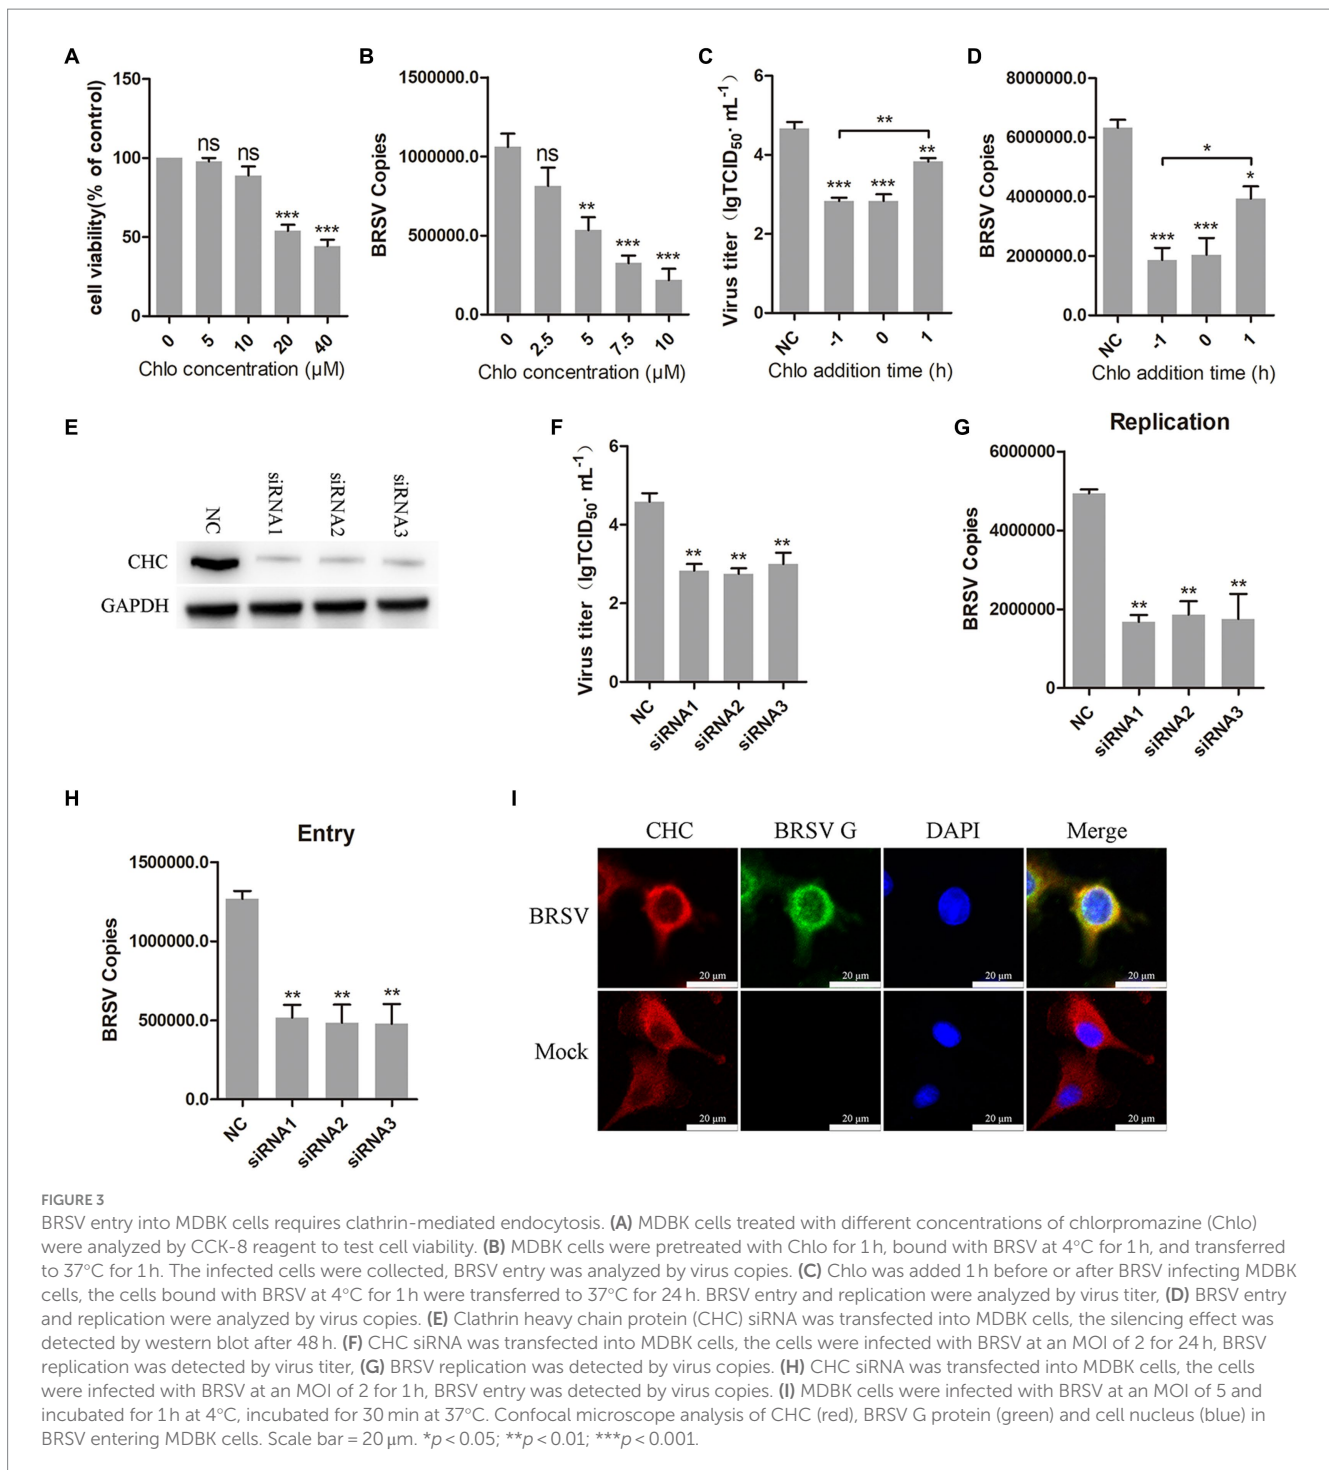 A
cell viability(% of control)
150
100
50
0
ns
ns
***
***
0
5
10
20
40
Chlo concentration (µM)
B
BRSV Copies
1500000.0
1000000.0
500000.0
0.0
ns
**
***
***
0
2.5
5
7.5
10
Chlo concentration (µM)
C
Virus titer（lgTCID50· mL-1）
6
4
2
0
***
***
**
**
NC
-1
0
1
Chlo addition time (h)
D
BRSV Copies
8000000.0
6000000.0
4000000.0
2000000.0
0.0
***
***
*
*
NC
-1
0
1
Chlo addition time (h)
E
NC
siRNA1
siRNA2
siRNA3
CHC
GAPDH
F
Virus titer（lgTCID50· mL-1）
6
4
2
0
**
**
**
NC
siRNA1
siRNA2
siRNA3
G
Replication
BRSV Copies
6000000
4000000
2000000
0
**
**
**
NC
siRNA1
siRNA2
siRNA3
H
Entry
BRSV Copies
1500000.0
1000000.0
500000.0
0.0
**
**
**
NC
siRNA1
siRNA2
siRNA3
I
CHC
BRSV G
DAPI
Merge
BRSV
20 µm
20 µm
20 µm
20 µm
Mock
20 µm
20 µm
20 µm
20 µm
FIGURE 3
BRSV entry into MDBK cells requires clathrin-mediated endocytosis. (A) MDBK cells treated with different concentrations of chlorpromazine (Chlo)
were analyzed by CCK-8 reagent to test cell viability. (B) MDBK cells were pretreated with Chlo for 1 h, bound with BRSV at 4°C for 1 h, and transferred
to 37°C for 1 h. The infected cells were collected, BRSV entry was analyzed by virus copies. (C) Chlo was added 1 h before or after BRSV infecting MDBK
cells, the cells bound with BRSV at 4°C for 1 h were transferred to 37°C for 24 h. BRSV entry and replication were analyzed by virus titer, (D) BRSV entry
and replication were analyzed by virus copies. (E) Clathrin heavy chain protein (CHC) siRNA was transfected into MDBK cells, the silencing effect was
detected by western blot after 48 h. (F) CHC siRNA was transfected into MDBK cells, the cells were infected with BRSV at an MOI of 2 for 24 h, BRSV
replication was detected by virus titer, (G) BRSV replication was detected by virus copies. (H) CHC siRNA was transfected into MDBK cells, the cells
were infected with BRSV at an MOI of 2 for 1 h, BRSV entry was detected by virus copies. (I) MDBK cells were infected with BRSV at an MOI of 5 and
incubated for 1 h at 4°C, incubated for 30 min at 37°C. Confocal microscope analysis of CHC (red), BRSV G protein (green) and cell nucleus (blue) in
BRSV entering MDBK cells. Scale bar = 20 µm. *p < 0.05; **p < 0.01; ***p < 0.001.